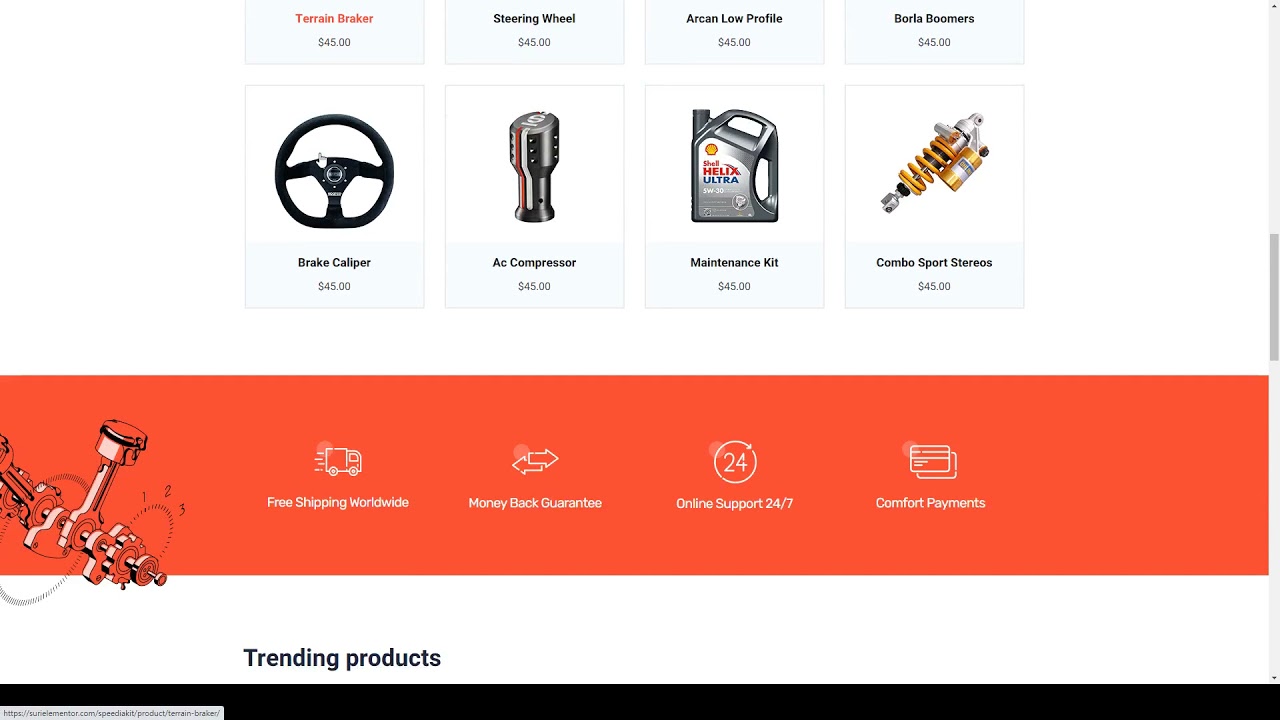 Terrain Braker
Steering Wheel
Arcan Low Profile
Borla Boomers
$45.00
$45.00
$45.00
$45.00
Shell
HELIX
ULTRA
5W-30
Brake Caliper
Ac Compressor
Maintenance Kit
Combo Sport Stereos
$45.00
$45.00
$45.00
$45.00
24
1 2 3
Free Shipping Worldwide
Money Back Guarantee
Online Support 24/7
Comfort Payments
Trending products
https://surielementor.com/speediakit/product/terrain-braker/